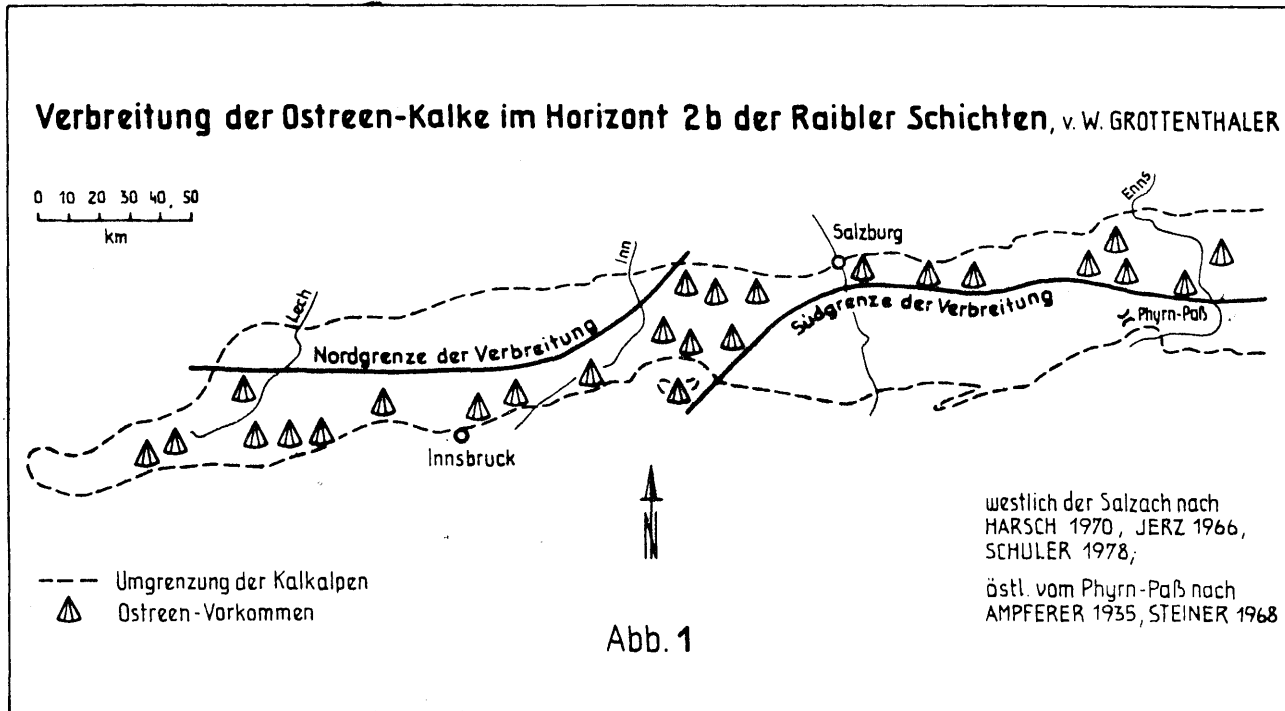 Verbreitung der Ostreen-Kalke im Horizont 2b der Raibler Schichten, v. W. GROTTENTHALER
0 10 20 30 40, 50
km
Enns
Salzburg
Inn
Lech
Nordgrenze der Verbreitung
Südgrenze der Verbreitung
Phyrn-Paß
Innsbruck
N
westlich der Salzach nach
HARSCH 1970, JERZ 1966,
SCHULER 1978;
östl. vom Phyrn-Paß nach
AMPFERER 1935, STEINER 1968
Umgrenzung der Kalkalpen
Ostreen-Vorkommen
Abb. 1